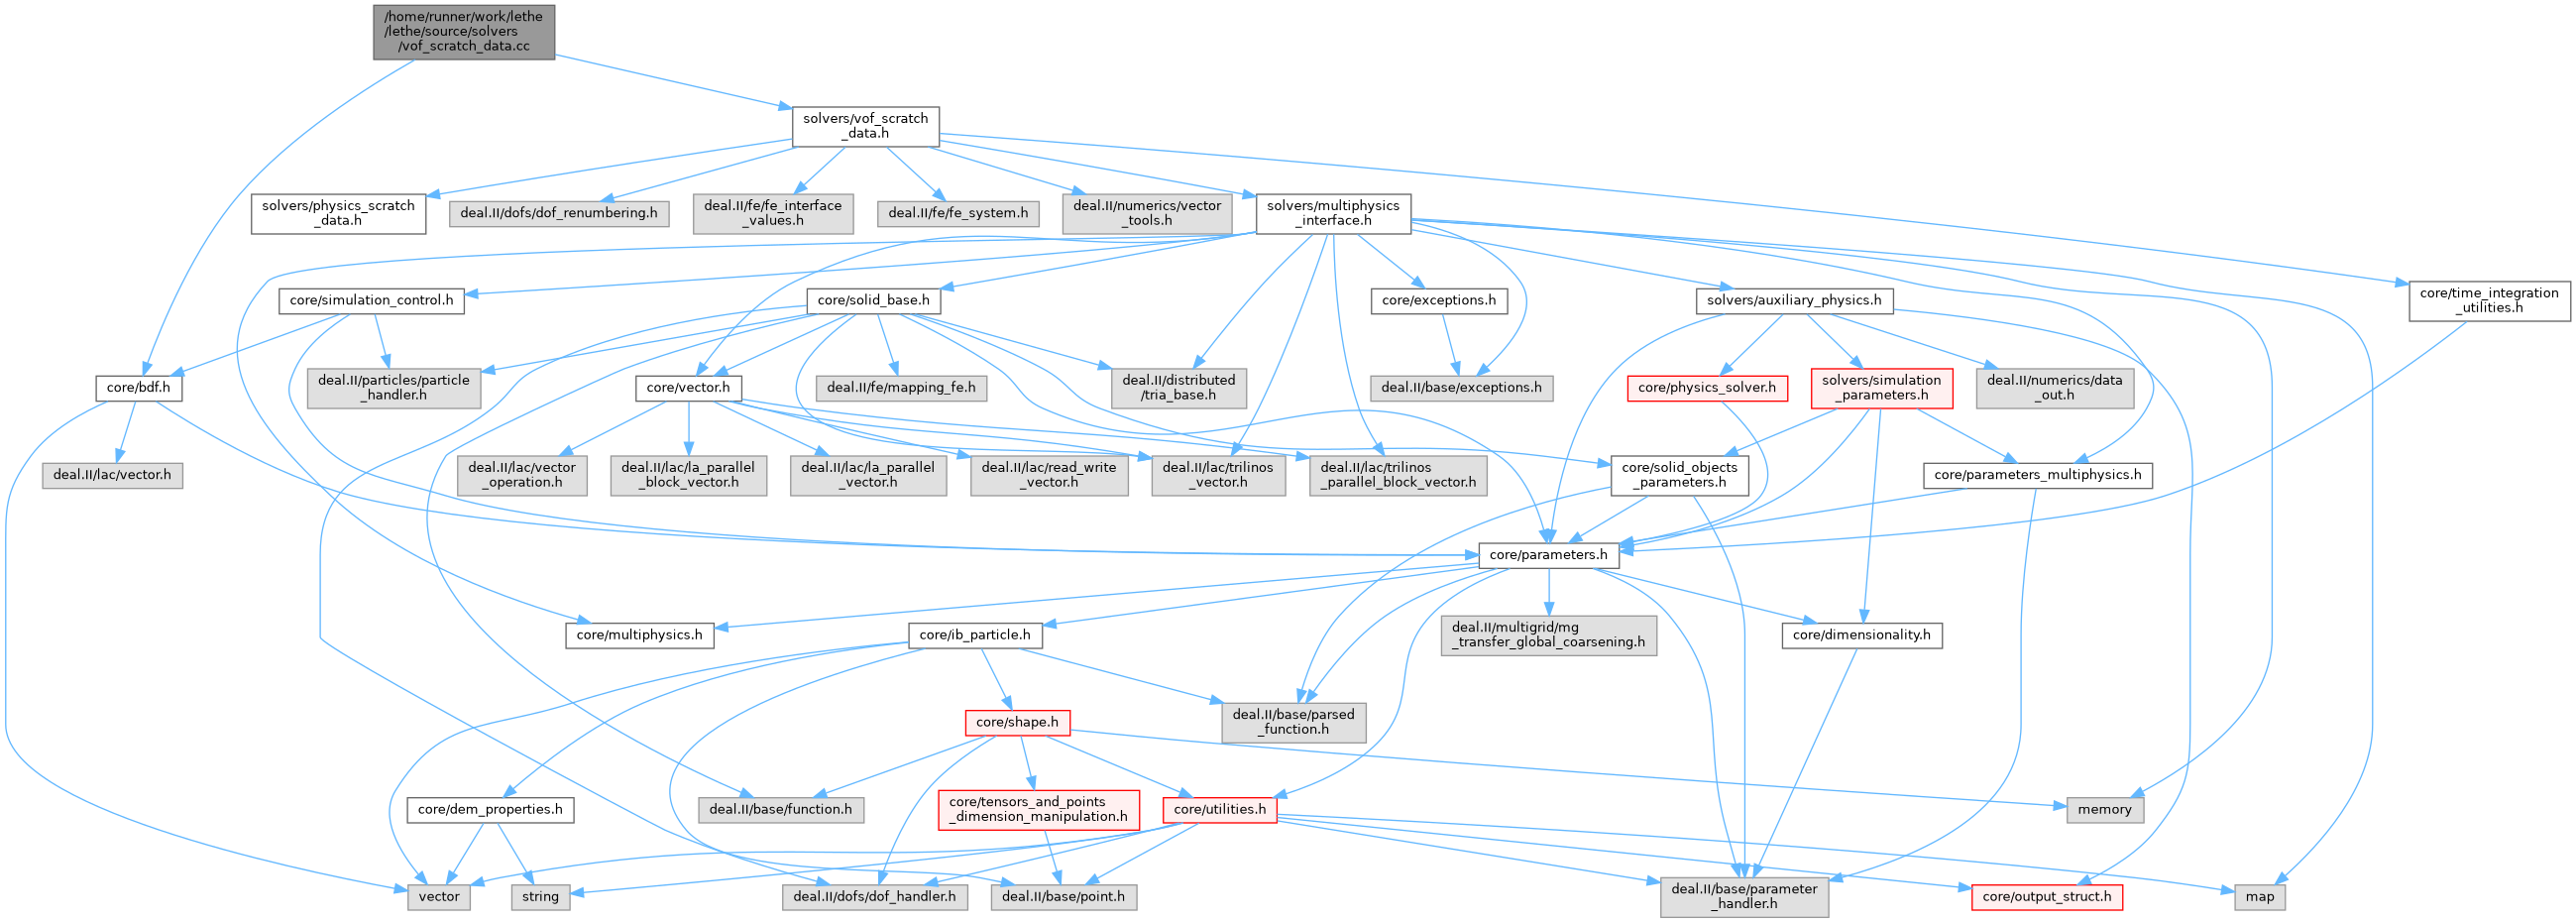 /home/runner/work/lethe
/lethe/source/solvers
/vof_scratch_data.cc
solvers/vof_scratch
_data.h
solvers/physics_scratch
_data.h
deal.II/dofs/dof_renumbering.h
deal.II/fe/fe_interface
_values.h
deal.II/fe/fe_system.h
deal.II/numerics/vector
_tools.h
solvers/multiphysics
_interface.h
core/simulation_control.h
core/solid_base.h
core/exceptions.h
solvers/auxiliary_physics.h
core/time_integration
_utilities.h
core/bdf.h
deal.II/particles/particle
_handler.h
core/vector.h
deal.II/fe/mapping_fe.h
deal.II/distributed
/tria_base.h
deal.II/base/exceptions.h
core/physics_solver.h
solvers/simulation
_parameters.h
deal.II/numerics/data
_out.h
deal.II/lac/vector.h
deal.II/lac/vector
_operation.h
deal.II/lac/la_parallel
_block_vector.h
deal.II/lac/la_parallel
_vector.h
deal.II/lac/read_write
_vector.h
deal.II/lac/trilinos
_vector.h
deal.II/lac/trilinos
_parallel_block_vector.h
core/solid_objects
_parameters.h
core/parameters_multiphysics.h
core/parameters.h
core/multiphysics.h
core/ib_particle.h
deal.II/multigrid/mg
_transfer_global_coarsening.h
core/dimensionality.h
core/shape.h
deal.II/base/parsed
_function.h
core/dem_properties.h
deal.II/base/function.h
core/tensors_and_points
_dimension_manipulation.h
core/utilities.h
memory
vector
string
deal.II/dofs/dof_handler.h
deal.II/base/point.h
deal.II/base/parameter
_handler.h
core/output_struct.h
map